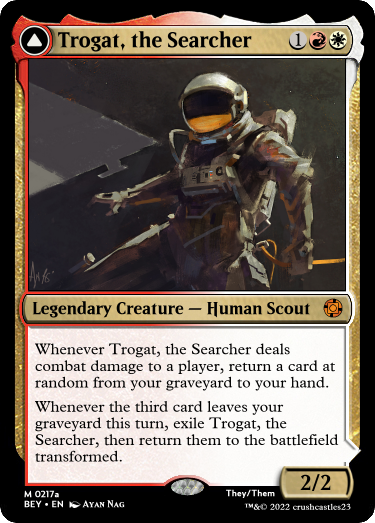 Trogat, the Searcher 1
Legendary Creature — Human Scout
Whenever Trogat, the Searcher deals
combat damage to a player, return a card at
random from your graveyard to your hand.
Whenever the third card leaves your
graveyard this turn, exile Trogat, the
Searcher, then return them to the battlefield
transformed.
2/2
M 0217a
BEY • EN Ayan Nag
They/Them
™&© 2022 crushcastles23